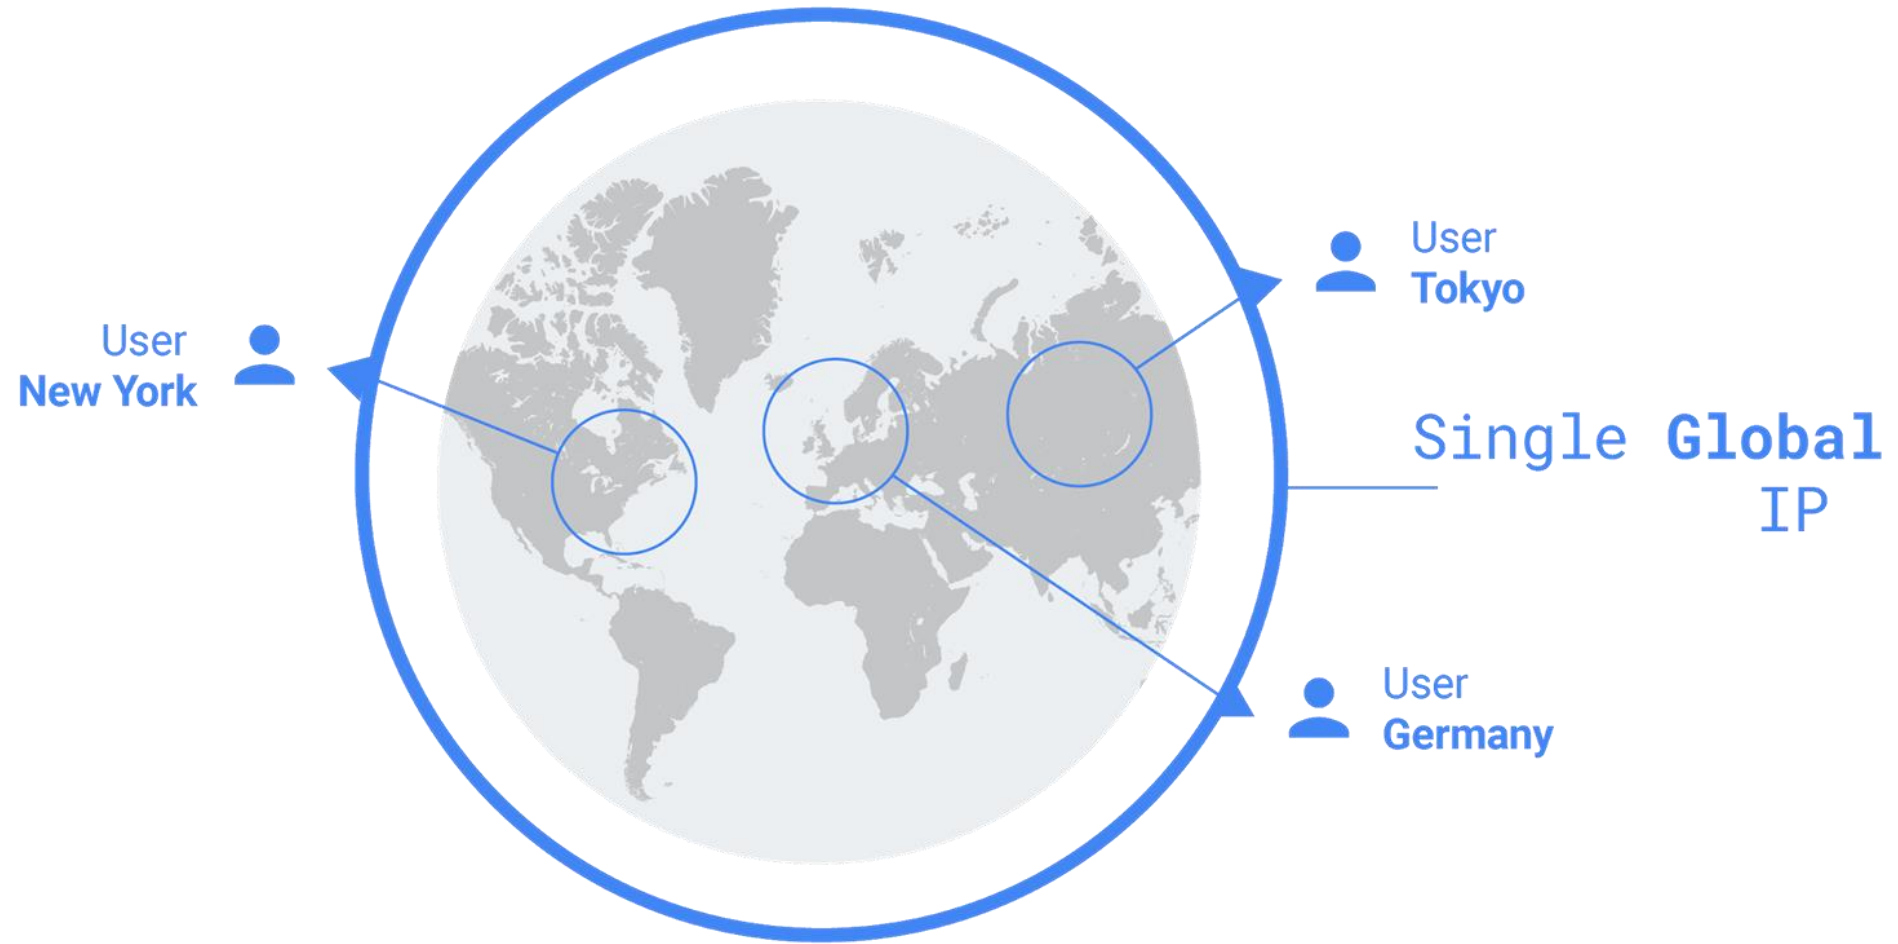 User
Tokyo
User
New York
Single Global
IP
User
Germany